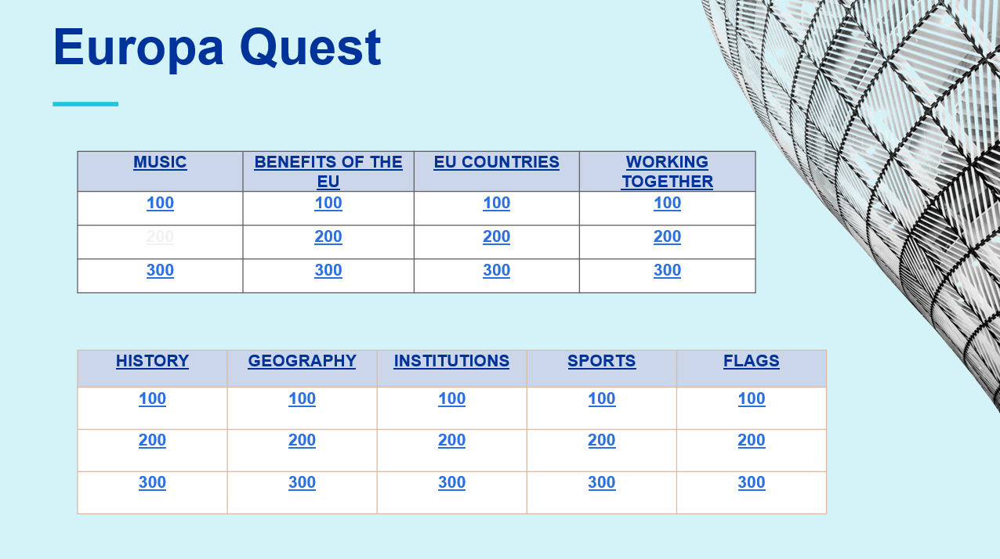 Europa Quest
MUSIC BENEFITS OF THE EU EU COUNTRIES WORKING TOGETHER
100 100 100 100
200 200 200 200
300 300 300 300
HISTORY GEOGRAPHY INSTITUTIONS SPORTS FLAGS
100 100 100 100 100
200 200 200 200 200
300 300 300 300 300